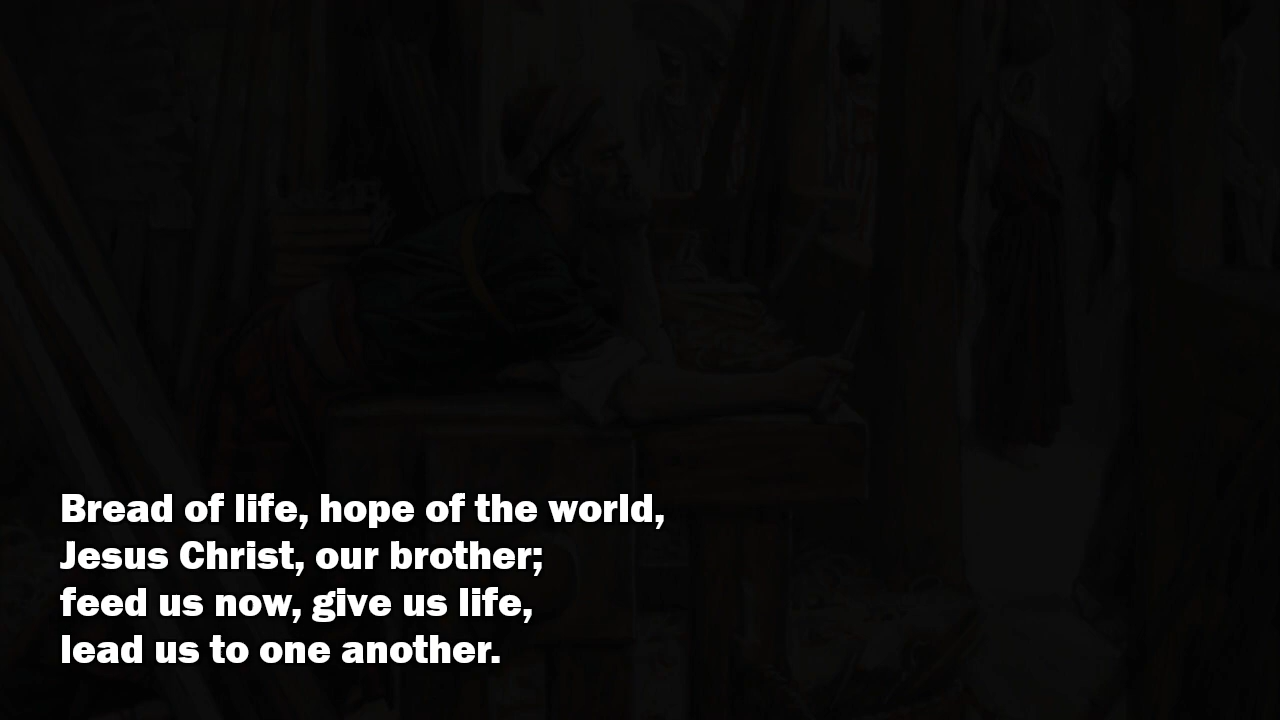 Bread of life, hope of the world,
Jesus Christ, our brother;
feed us now, give us life,
lead us to one another.